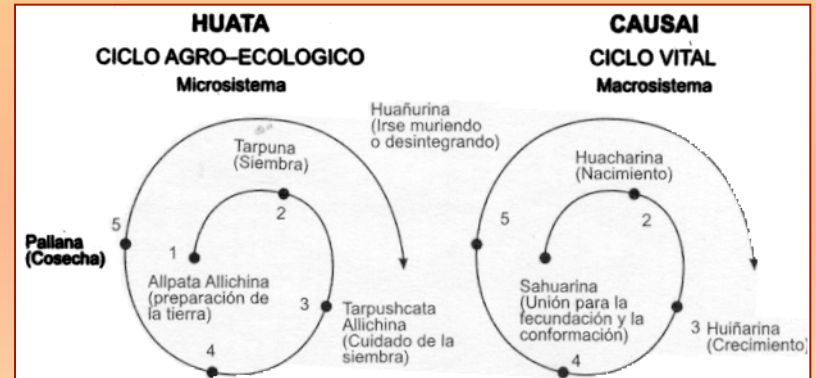 HUATA
CICLO AGRO–ECOLOGICO
Microsistema
Tarpuna
(Siembra)
2
5
Pallana
(Cosecha)
1
Allpata Allichina
(preparación de
la tierra)
3
Tarpushcata
Allichina
(Cuidado de la
siembra)
4
CAUSAI
CICLO VITAL
Macrosistema
Huañurina
(Irse muriendo
o desintegrando)
Huacharina
(Nacimiento)
2
5
Sahuarina
(Unión para la
fecundación y la
conformación)
3 Huiñarina
(Crecimiento)
4